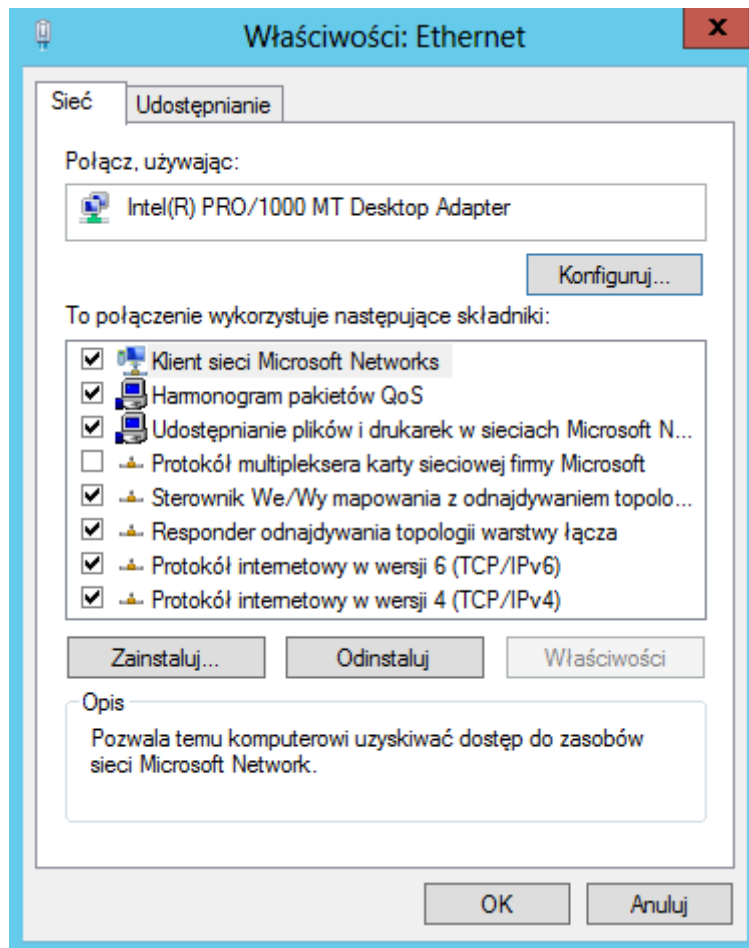 Właściwości: Ethernet
x
Sieć
Udostępnianie
Połącz, używając:
Intel(R) PRO/1000 MT Desktop Adapter
Konfiguruj...
To połączenie wykorzystuje następujące składniki:
Klient sieci Microsoft Networks
Harmonogram pakietów QoS
Udostępnianie plików i drukarek w sieciach Microsoft N...
Protokół multipleksera karty sieciowej firmy Microsoft
Sterownik We/Wy mapowania z odnajdywaniem topolo...
Responder odnajdywania topologii warstwy łącza
Protokół internetowy w wersji 6 (TCP/IPv6)
Protokół internetowy w wersji 4 (TCP/IPv4)
Zainstaluj...
Odinstaluj
Właściwości
Opis
Pozwala temu komputerowi uzyskiwać dostęp do zasobów
sieci Microsoft Network.
OK
Anuluj